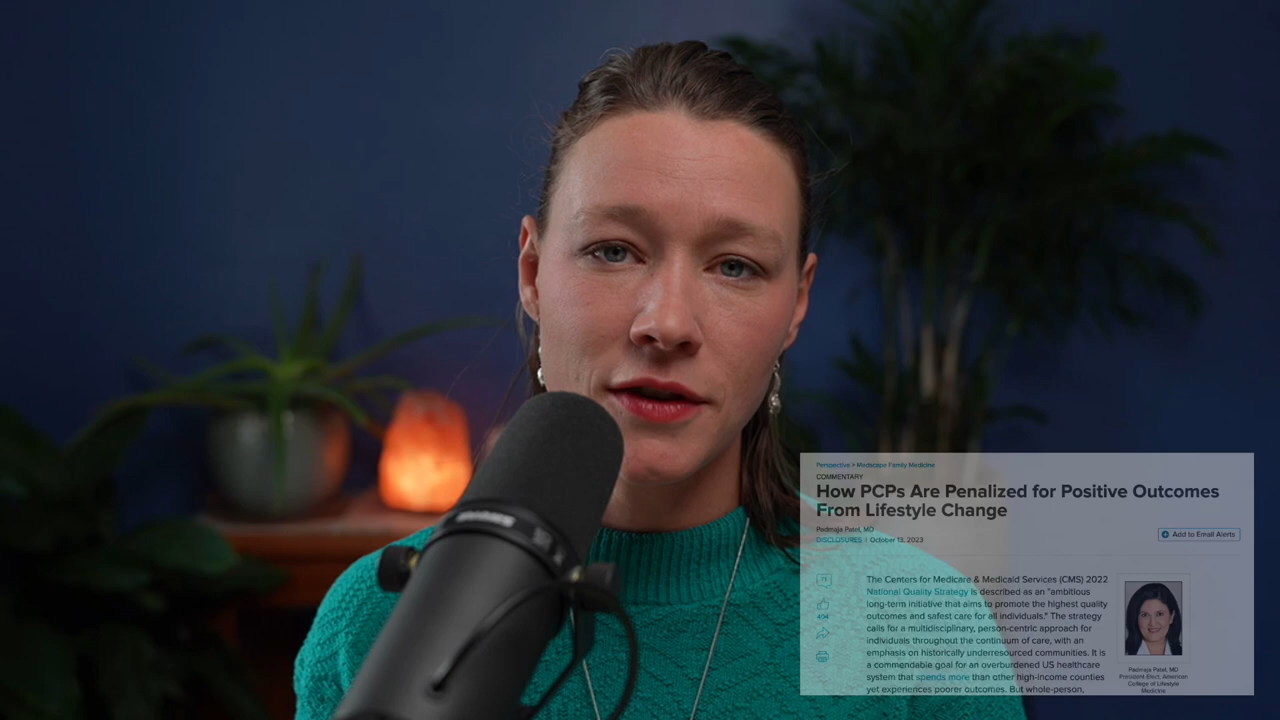 Perspective > Medscape Family Medicine
COMMENTARY
How PCPs Are Penalized for Positive Outcomes
From Lifestyle Change
Padmaja Patel, MD
DISCLOSURES | October 13, 2023
Add to Email Alerts
71
404
The Centers for Medicare & Medicaid Services (CMS) 2022
National Quality Strategy is described as an "ambitious
long-term initiative that aims to promote the highest quality
outcomes and safest care for all individuals." The strategy
calls for a multidisciplinary, person-centric approach for
individuals throughout the continuum of care, with an
emphasis on historically underresourced communities. It is
a commendable goal for an overburdened US healthcare
system that spends more than other high-income counties
yet experiences poorer outcomes. But whole-person,
Padmaja Patel, MD
President-Elect, American
College of Lifestyle
Medicine